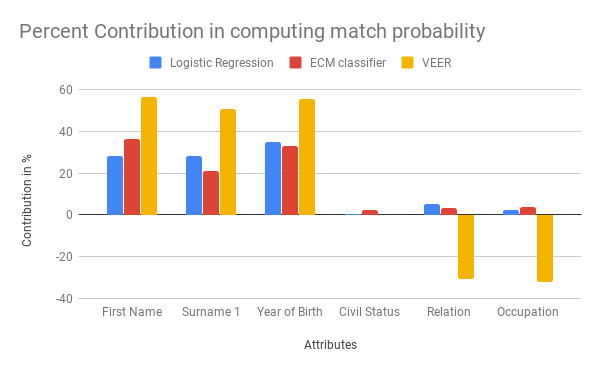 Percent Contribution in computing match probability
Logistic Regression ECM classifier VEER
60
40
20
0
-20
-40
Contribution in %
First Name Surname 1 Year of Birth Civil Status Relation Occupation
Attributes